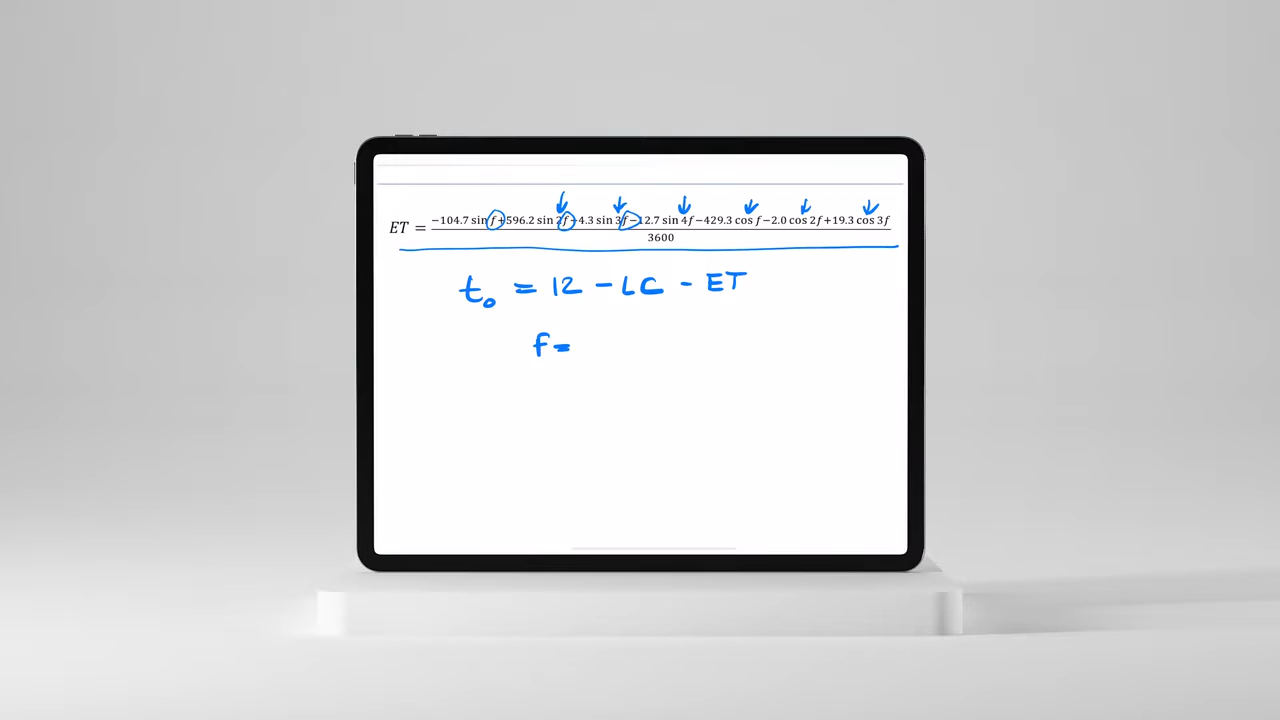 ET = −104.7 sin f+596.2 sin 2f+4.3 sin 3f−12.7 sin 4f−429.3 cos f−2.0 cos 2f+19.3 cos 3f
3600
t₀ = 12 - LC - ET
f =